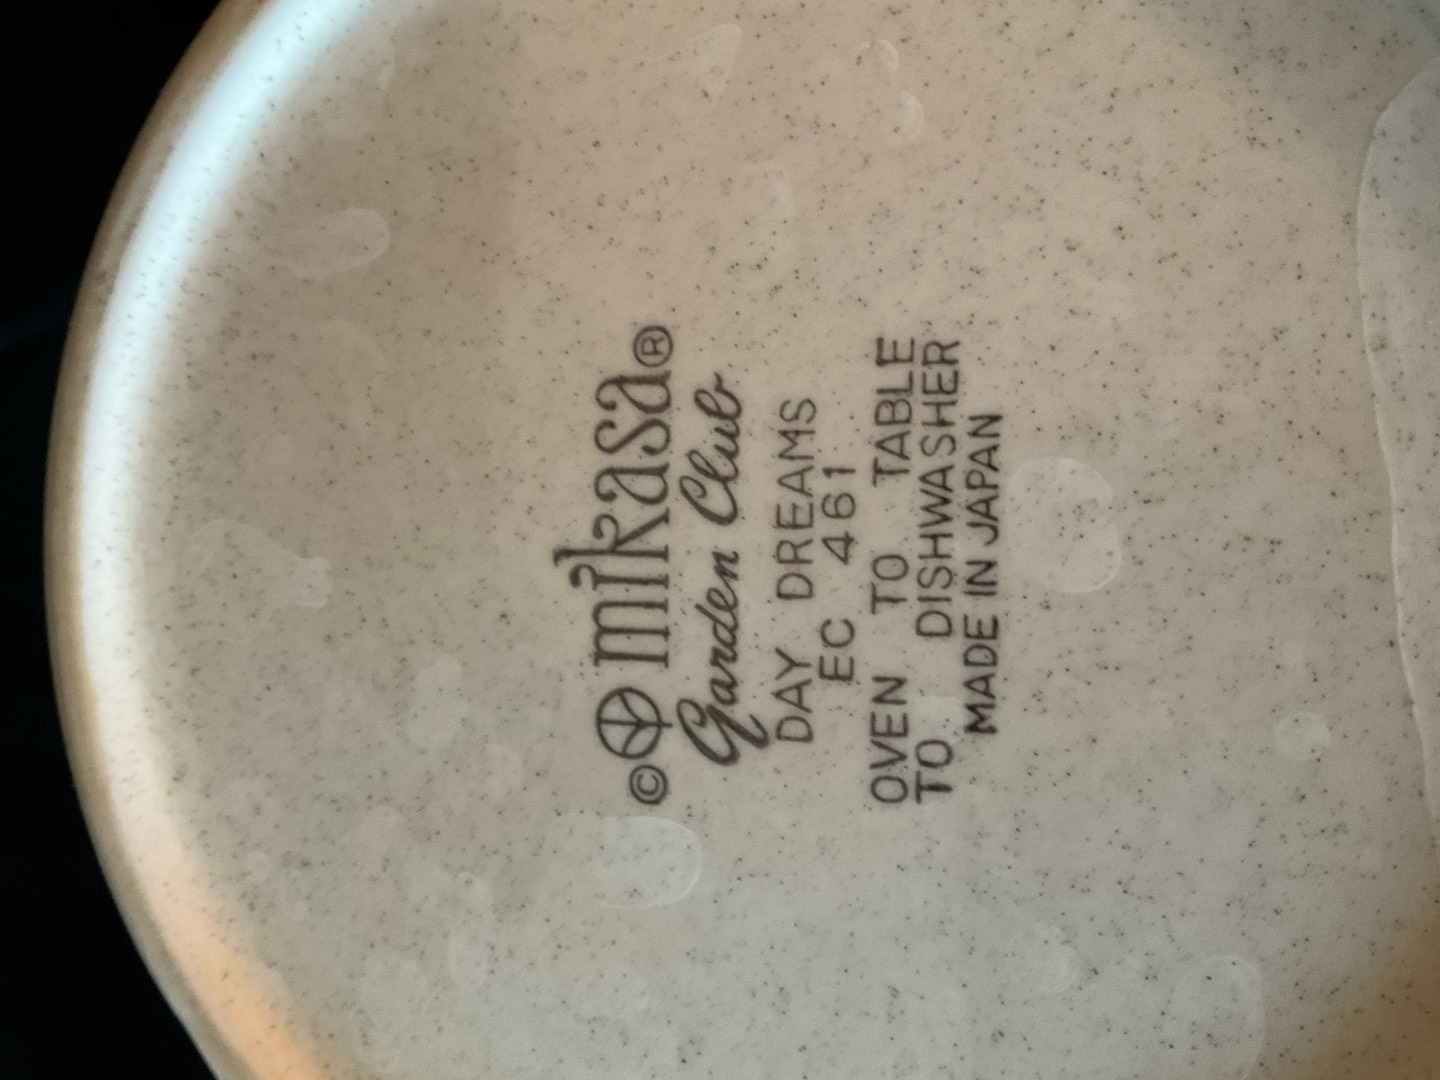 © mikasa®
Garden Club
DAY DREAMS
EC 461
OVEN TO TABLE
TO DISHWASHER
MADE IN JAPAN